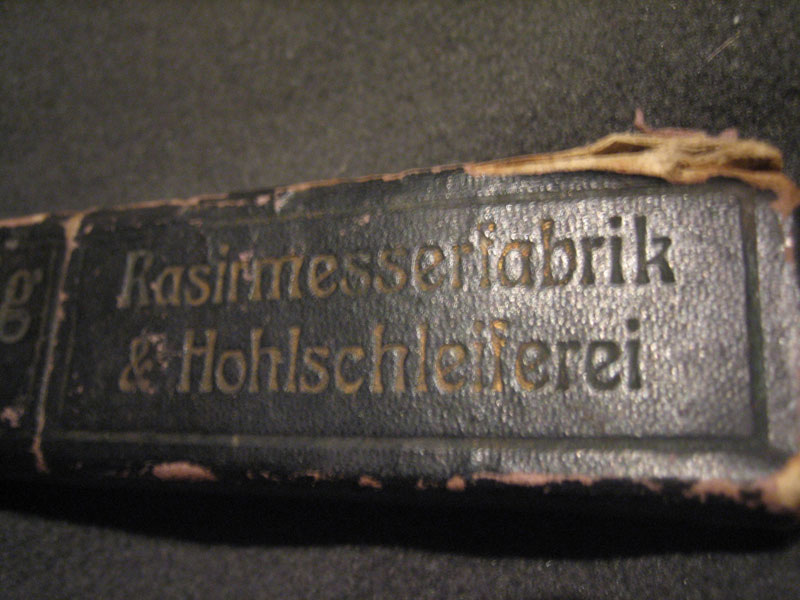 g
Rasirmesserfabrik
& Hohlschleiferei